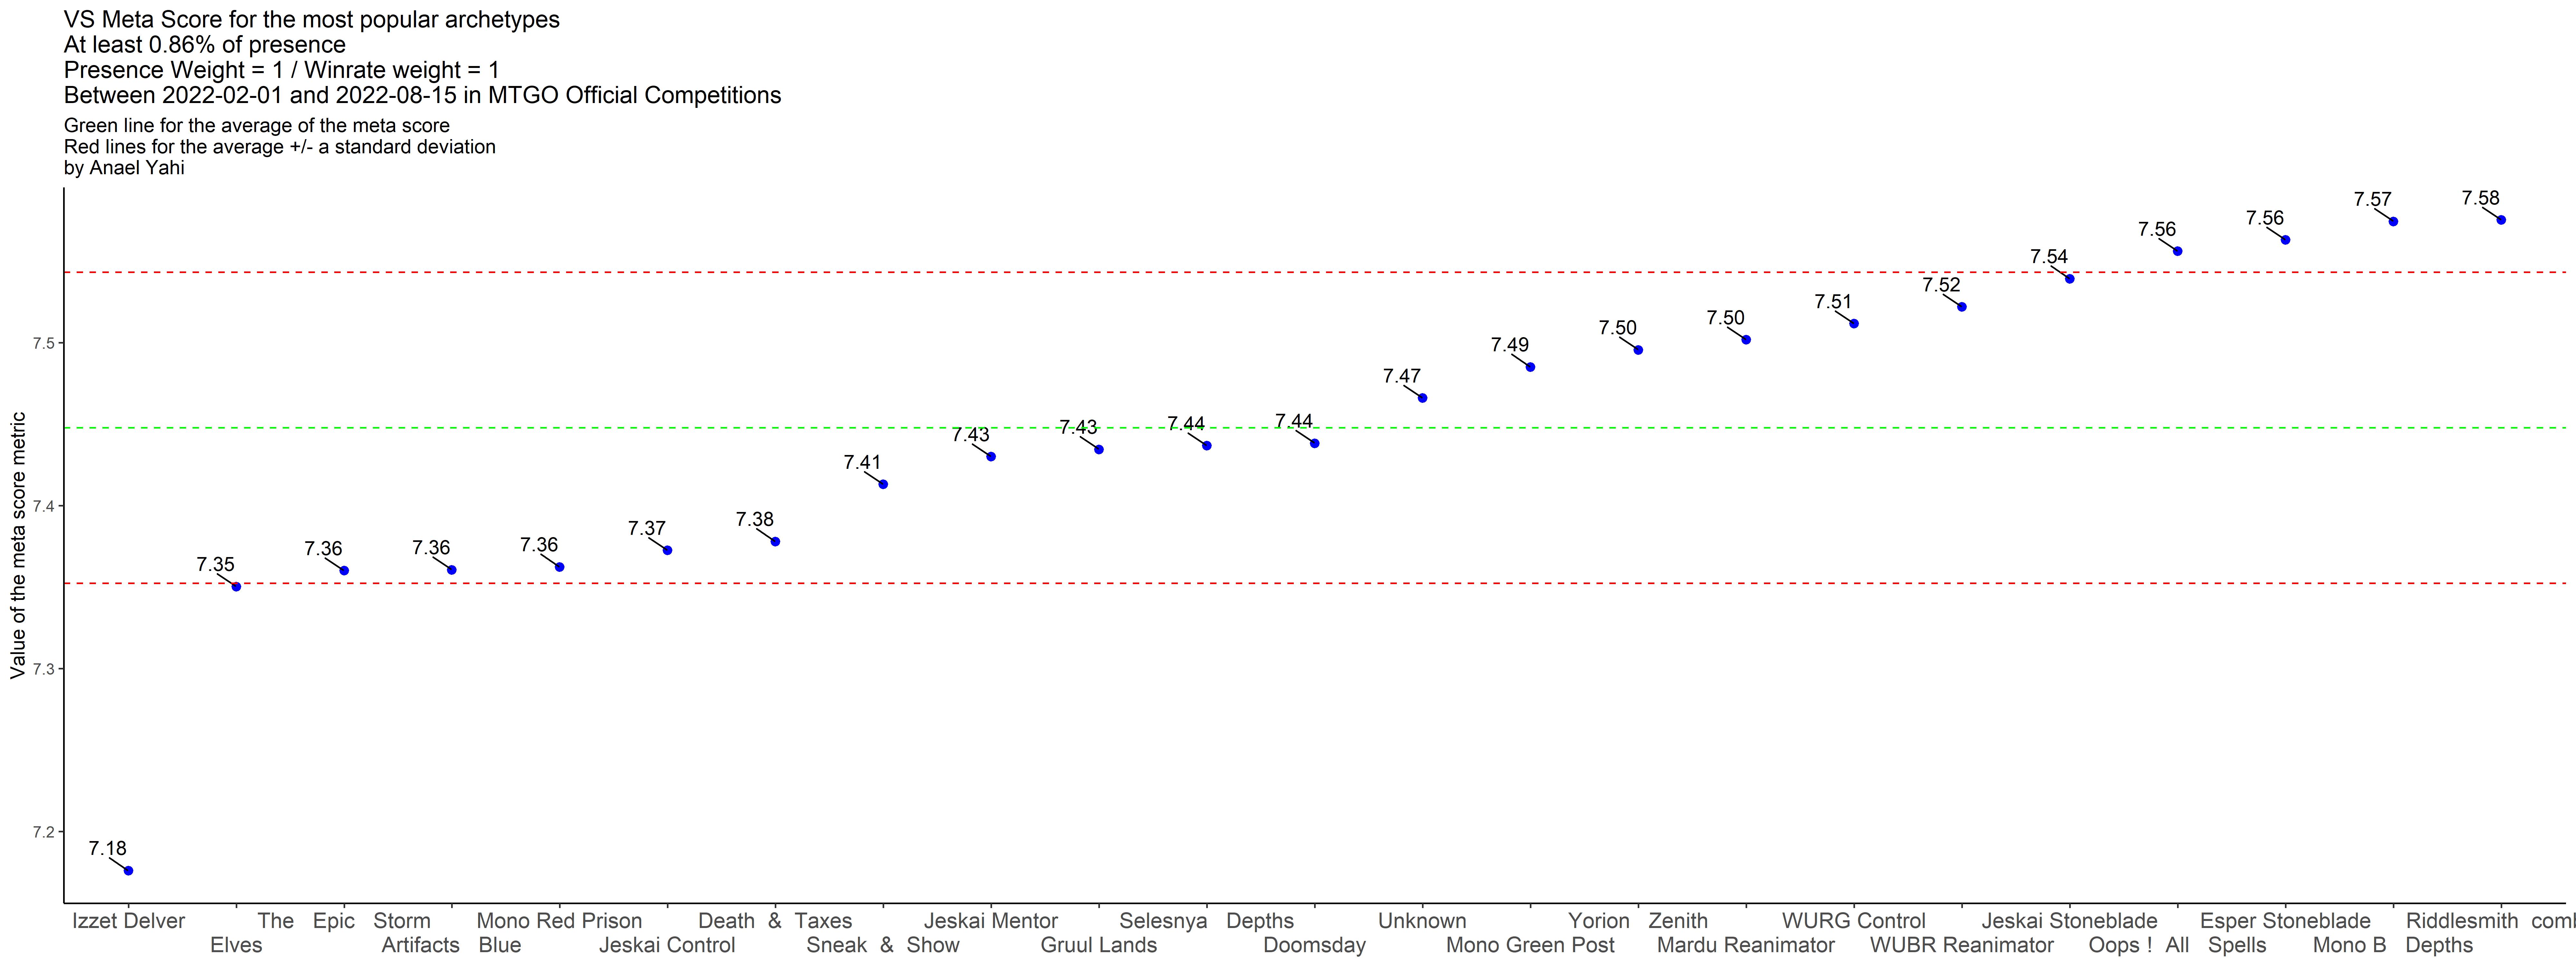 VS Meta Score for the most popular archetypes
At least 0.86% of presence
Presence Weight = 1 / Winrate weight = 1
Between 2022-02-01 and 2022-08-15 in MTGO Official Competitions
Green line for the average of the meta score
Red lines for the average +/- a standard deviation
by Anael Yahi
Value of the meta score metric
7.5
7.4
7.3
7.2
7.18
7.35
7.36
7.36
7.36
7.37
7.38
7.41
7.43
7.43
7.44
7.44
7.47
7.49
7.50
7.50
7.51
7.52
7.54
7.56
7.56
7.57
7.58
Izzet Delver
Elves
The Epic Storm
Artifacts Blue
Mono Red Prison
Jeskai Control
Death & Taxes
Sneak & Show
Jeskai Mentor
Gruul Lands
Selesnya Depths
Doomsday
Unknown
Mono Green Post
Yorion Zenith
Mardu Reanimator
WURG Control
WUBR Reanimator
Jeskai Stoneblade
Oops ! All Spells
Esper Stoneblade
Mono B Depths
Riddlesmith